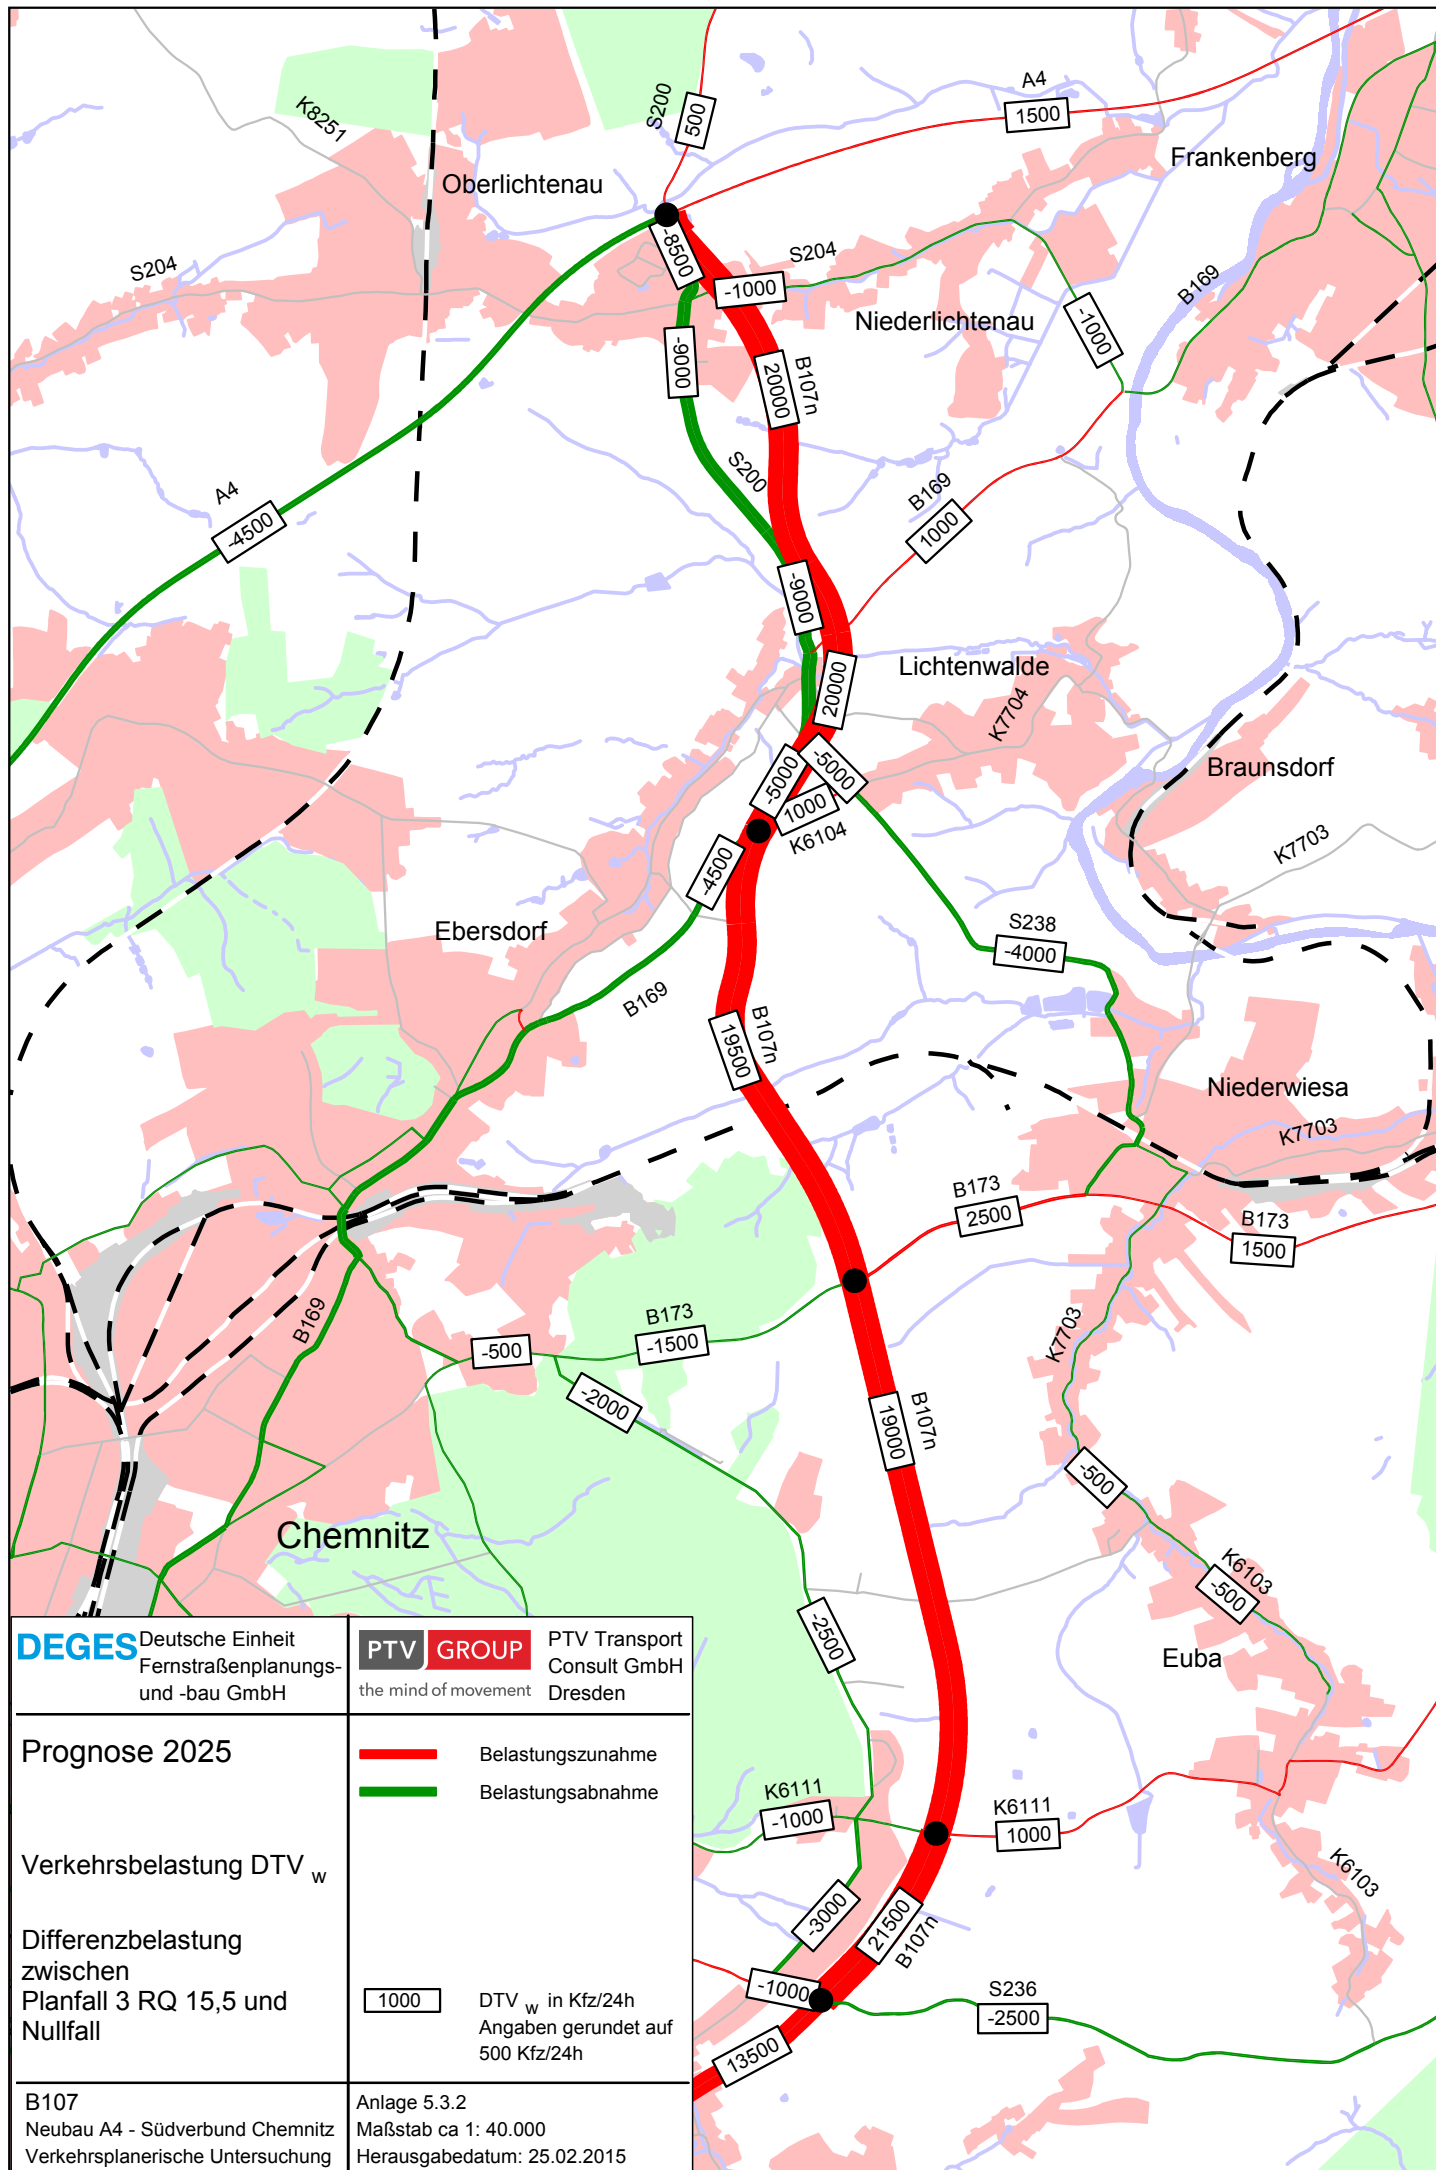 A4
1500
S200
500
K8251
Frankenberg
Oberlichtenau
-8500
S204
S204
-1000
B169
Niederlichtenau
-1000
-9000
B107n
20000
S200
B169
1000
A4
-4500
-9000
Lichtenwalde
20000
K7704
Braunsdorf
-5000
-5000
1000
K6104
K7703
-4500
Ebersdorf
S238
-4000
B169
B107n
19500
Niederwiesa
K7703
B173
2500
B173
1500
B169
B173
-1500
-500
K7703
-2000
B107n
19000
-500
Chemnitz
K6103
-500
-2500
Euba
K6111
-1000
K6111
1000
K6103
-3000
21500
B107n
-1000
S236
-2500
13500
DEGES Deutsche Einheit
Fernstraßenplanungs-
und -bau GmbH
PTV GROUP
the mind of movement
PTV Transport
Consult GmbH
Dresden
Prognose 2025
Belastungszunahme
Belastungsabnahme
Verkehrsbelastung DTV w
Differenzbelastung
zwischen
Planfall 3 RQ 15,5 und
Nullfall
1000
DTV w in Kfz/24h
Angaben gerundet auf
500 Kfz/24h
B107
Neubau A4 - Südverbund Chemnitz
Verkehrsplanerische Untersuchung
Anlage 5.3.2
Maßstab ca 1: 40.000
Herausgabedatum: 25.02.2015